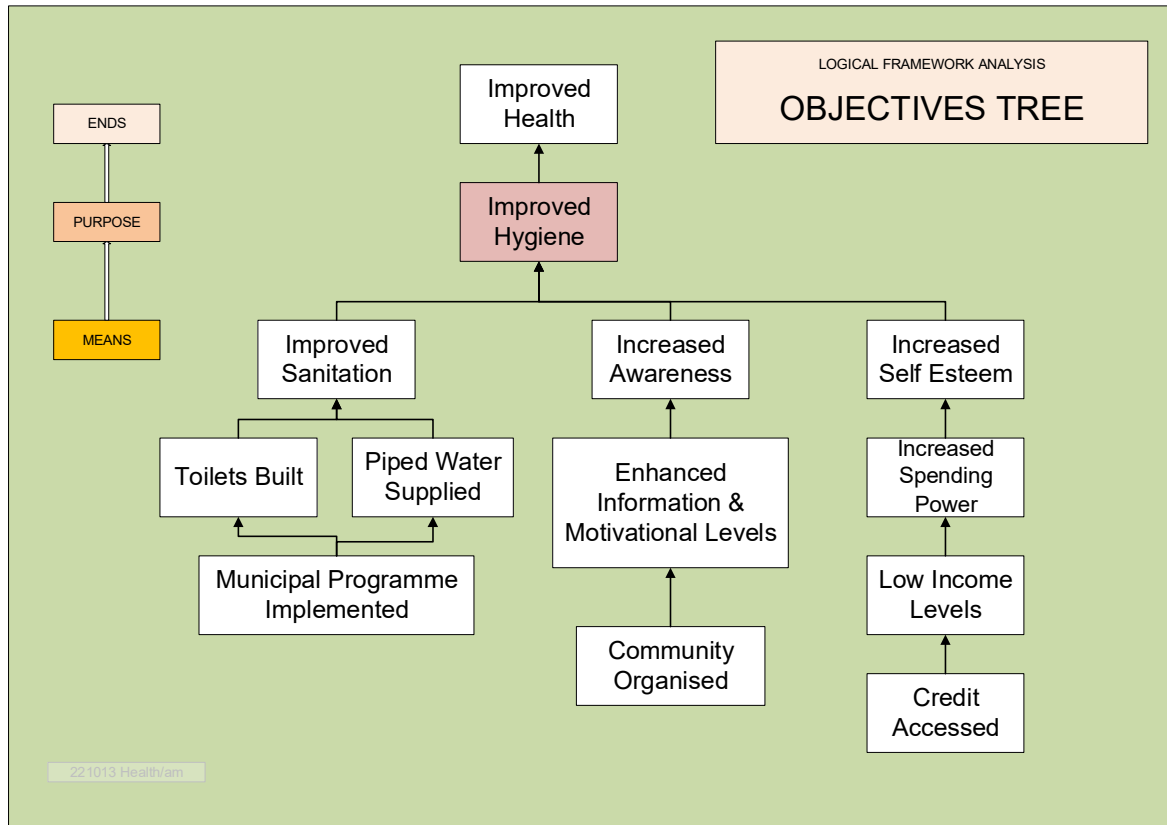 LOGICAL FRAMEWORK ANALYSIS
OBJECTIVES TREE
ENDS
PURPOSE
MEANS
Improved
Health
Improved
Hygiene
Improved
Sanitation
Increased
Awareness
Increased
Self Esteem
Toilets Built
Piped Water
Supplied
Enhanced
Information &
Motivational Levels
Increased
Spending
Power
Municipal Programme
Implemented
Low Income
Levels
Community
Organised
Credit
Accessed
221013 Health/am